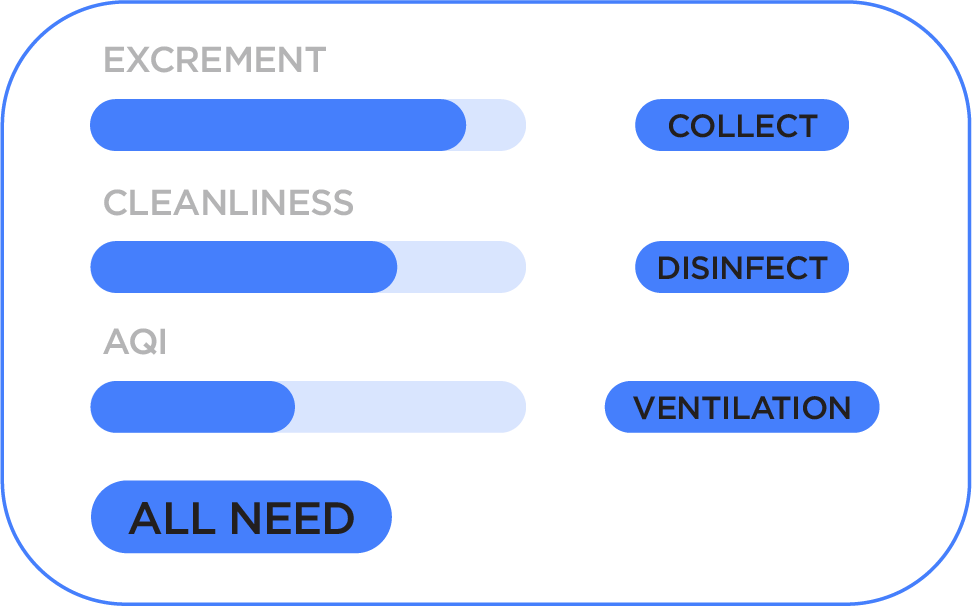 EXCREMENT
COLLECT
CLEANLINESS
DISINFECT
AQI
VENTILATION
ALL NEED